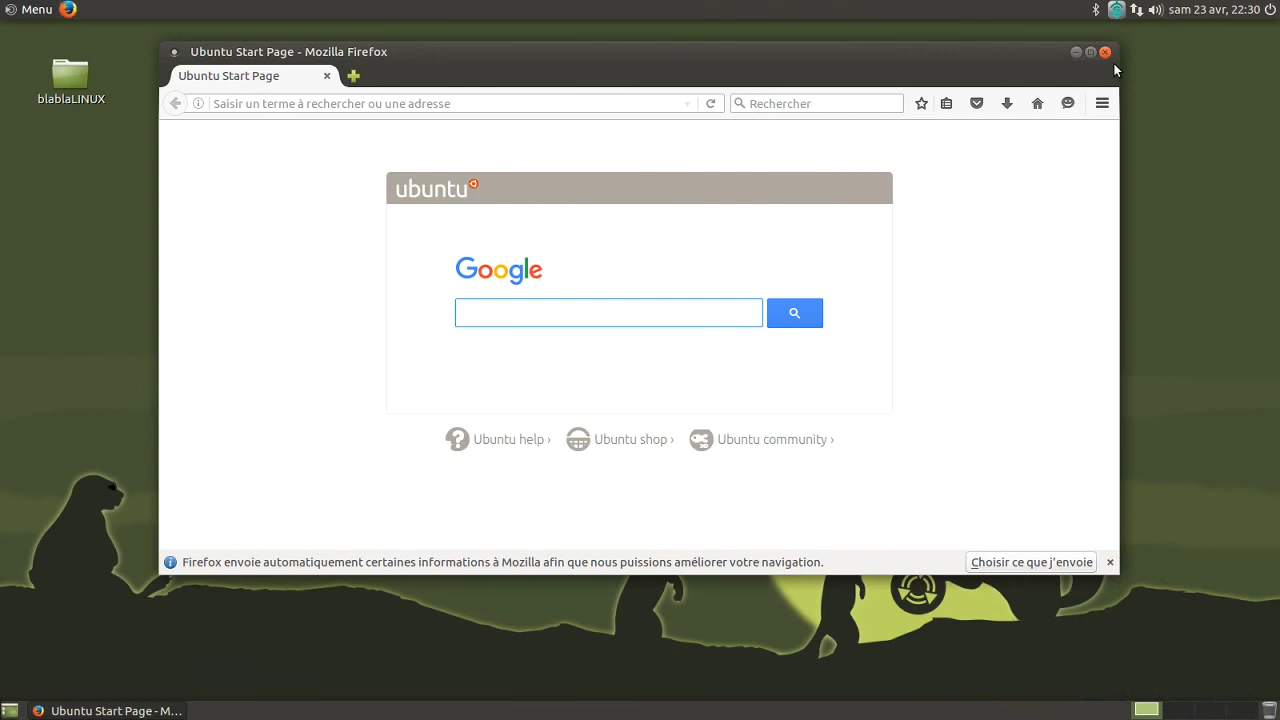 Menu
sam 23 avr, 22:30
blablaLINUX
Ubuntu Start Page - Mozilla Firefox
Ubuntu Start Page
Saisir un terme à rechercher ou une adresse
Rechercher
ubuntu
Google
Ubuntu help ›
Ubuntu shop ›
Ubuntu community ›
Firefox envoie automatiquement certaines informations à Mozilla afin que nous puissions améliorer votre navigation.
Choisir ce que j'envoie
Ubuntu Start Page - M...